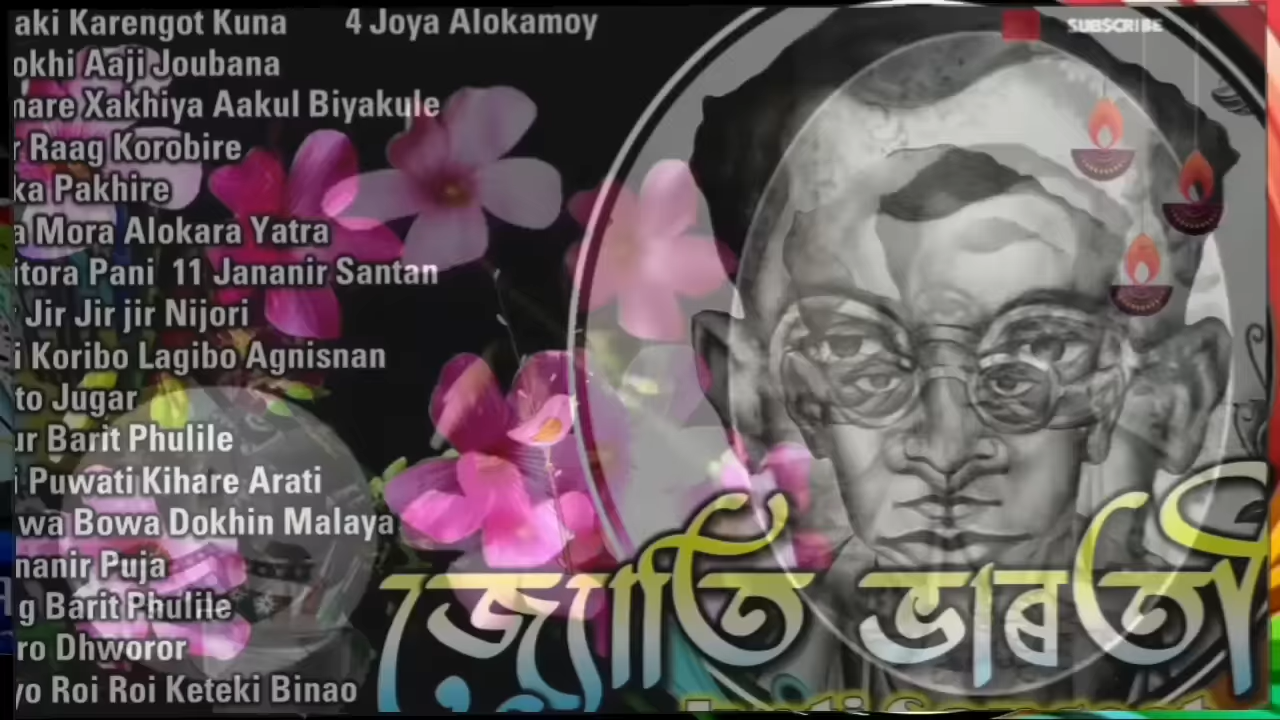 aki Karengot Kuna 4 Joya Alokamoy
SUBSCRIBE
okhi Aaji Joubana
mare Xakhiya Aakul Biyakule
r Raag Korobire
ka Pakhire
a Mora Alokara Yatra
itora Pani 11 Jananir Santan
Jir Jir jir Nijori
i Koribo Lagibo Agnisnan
to Jugar
ur Barit Phulile
i Puwati Kihare Arati
wa Bowa Dokhin Malaya
nanir Puja
g Barit Phulile
ro Dhworor
yo Roi Roi Keteki Binao
জ্যোতি ভাৰতী